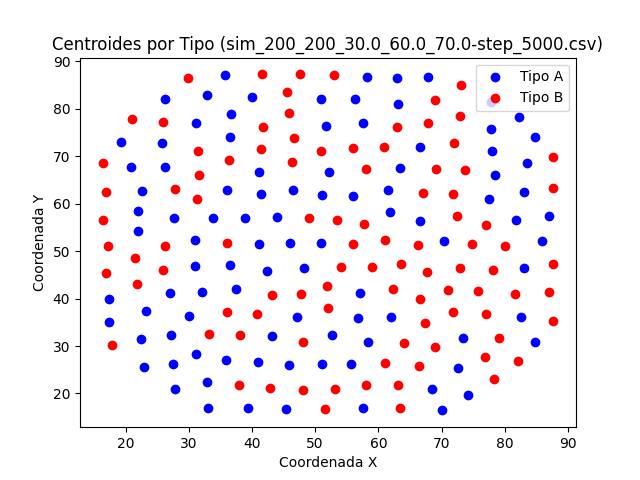 Centroides por Tipo (sim_200_200_30.0_60.0_70.0-step_5000.csv)
Tipo A
Tipo B
90
80
70
60
50
40
30
20
Coordenada Y
20 30 40 50 60 70 80 90
Coordenada X